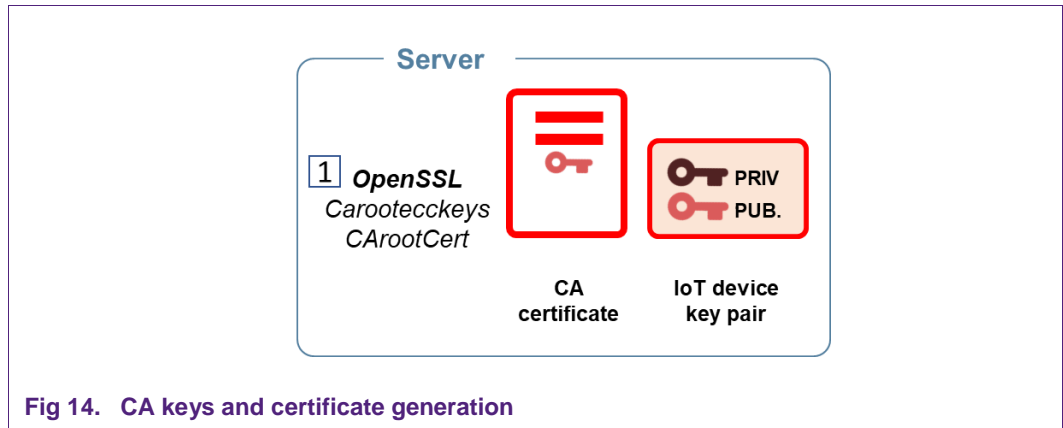 Server
1 OpenSSL
Carootecckeys
CArootCert
PRIV
PUB.
CA
certificate
IoT device
key pair
Fig 14. CA keys and certificate generation